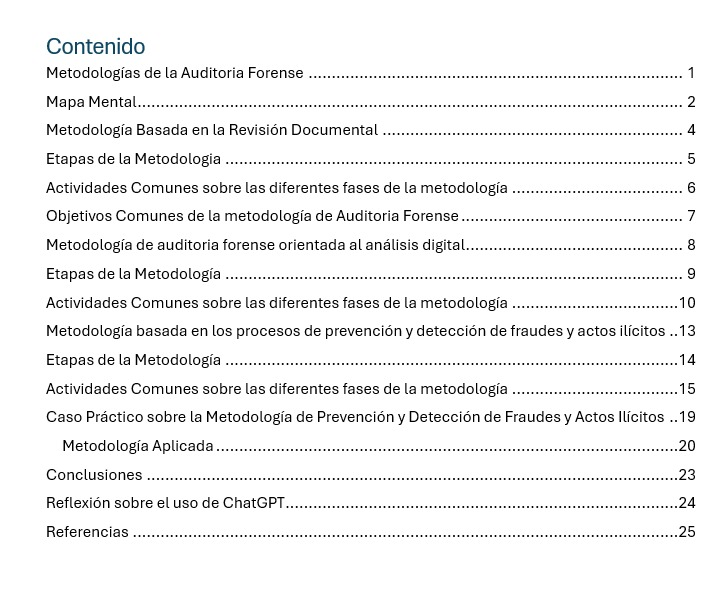 Contenido
Metodologías de la Auditoria Forense ................................................................................. 1
Mapa Mental..................................................................................................................... 2
Metodología Basada en la Revisión Documental ................................................................. 4
Etapas de la Metodologia .................................................................................................. 5
Actividades Comunes sobre las diferentes fases de la metodología ..................................... 6
Objetivos Comunes de la metodología de Auditoria Forense................................................ 7
Metodología de auditoria forense orientada al análisis digital............................................... 8
Etapas de la Metodología .................................................................................................. 9
Actividades Comunes sobre las diferentes fases de la metodología ....................................10
Metodología basada en los procesos de prevención y detección de fraudes y actos ilícitos ..13
Etapas de la Metodología .................................................................................................14
Actividades Comunes sobre las diferentes fases de la metodología ....................................15
Caso Práctico sobre la Metodología de Prevención y Detección de Fraudes y Actos Ilícitos ..19
Metodología Aplicada...................................................................................................20
Conclusiones ..................................................................................................................23
Reflexión sobre el uso de ChatGPT....................................................................................24
Referencias .....................................................................................................................25